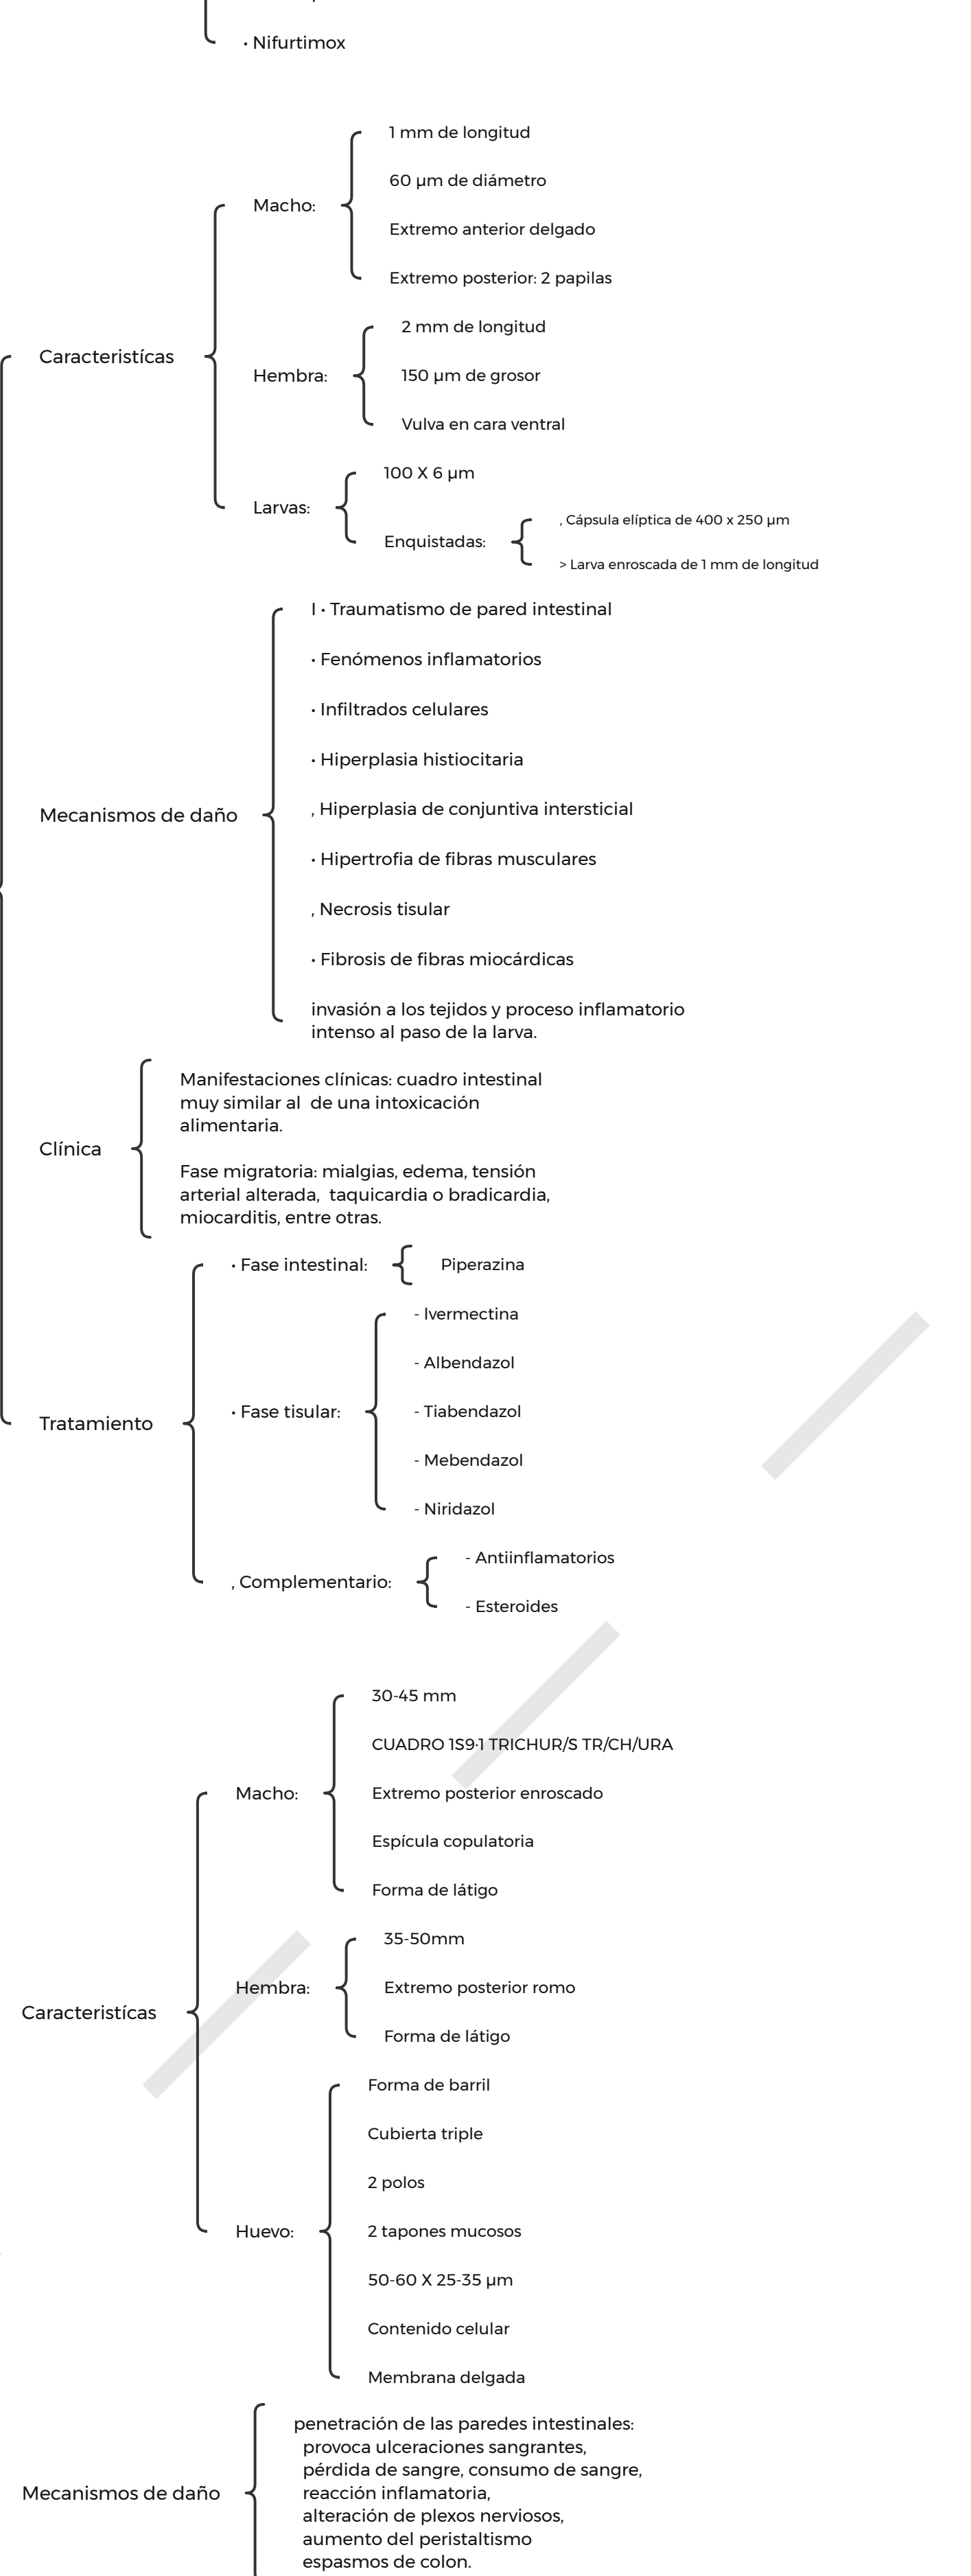 • Nifurtimox
1 mm de longitud
60 µm de diámetro
Macho:
Extremo anterior delgado
Extremo posterior: 2 papilas
2 mm de longitud
Caracteristícas
Hembra:
150 µm de grosor
Vulva en cara ventral
100 X 6 µm
Larvas:
, Cápsula elíptica de 400 x 250 µm
Enquistadas:
> Larva enroscada de 1 mm de longitud
I • Traumatismo de pared intestinal
• Fenómenos inflamatorios
• Infiltrados celulares
• Hiperplasia histiocitaria
Mecanismos de daño
, Hiperplasia de conjuntiva intersticial
• Hipertrofia de fibras musculares
, Necrosis tisular
• Fibrosis de fibras miocárdicas
invasión a los tejidos y proceso inflamatorio
intenso al paso de la larva.
Manifestaciones clínicas: cuadro intestinal
muy similar al  de una intoxicación
alimentaria.
Clínica
Fase migratoria: mialgias, edema, tensión
arterial alterada,  taquicardia o bradicardia,
miocarditis, entre otras.
• Fase intestinal:
Piperazina
- Ivermectina
- Albendazol
• Fase tisular:
- Tiabendazol
Tratamiento
- Mebendazol
- Niridazol
- Antiinflamatorios
, Complementario:
- Esteroides
30-45 mm
CUADRO 1S9·1 TRICHUR/S TR/CH/URA
Macho:
Extremo posterior enroscado
Espícula copulatoria
Forma de látigo
35-50mm
Hembra:
Extremo posterior romo
Caracteristícas
Forma de látigo
Forma de barril
Cubierta triple
2 polos
Huevo:
2 tapones mucosos
50-60 X 25-35 µm
Contenido celular
Membrana delgada
penetración de las paredes intestinales:
provoca ulceraciones sangrantes,
pérdida de sangre, consumo de sangre,
Mecanismos de daño
reacción inflamatoria,
alteración de plexos nerviosos,
aumento del peristaltismo
espasmos de colon.